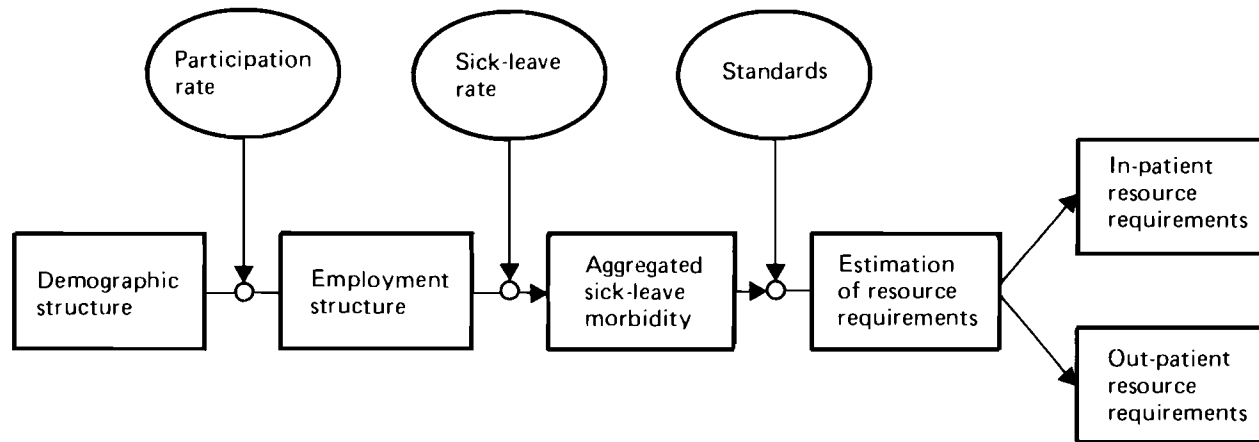 Participation
rate
Sick-leave
rate
Standards
Demographic
structure
Employment
structure
Aggregated
sick-leave
morbidity
Estimation
of resource
requirements
In-patient
resource
requirements
Out-patient
resource
requirements